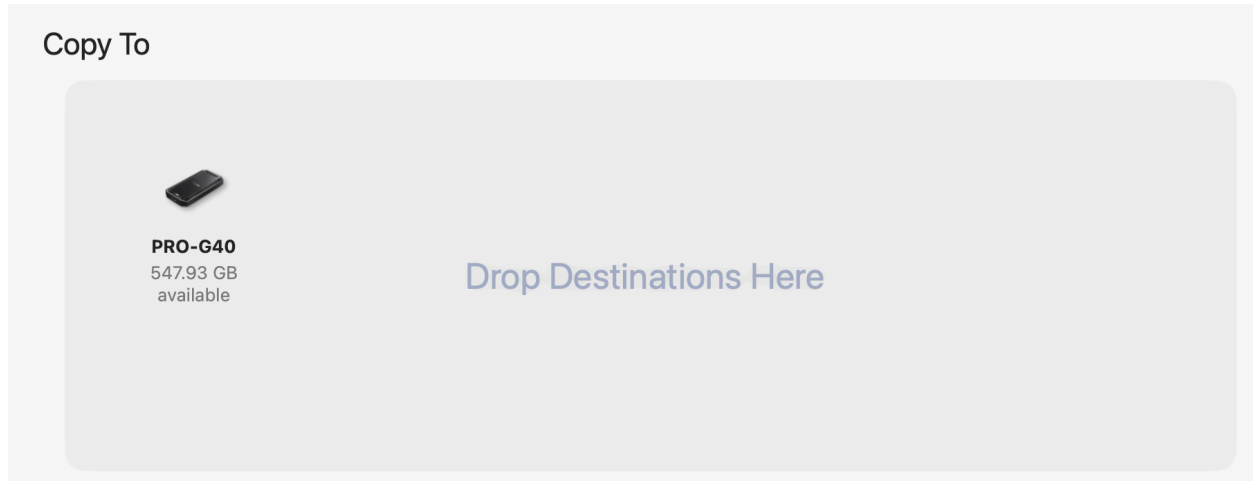 Copy To
PRO-G40
547.93 GB
available
Drop Destinations Here